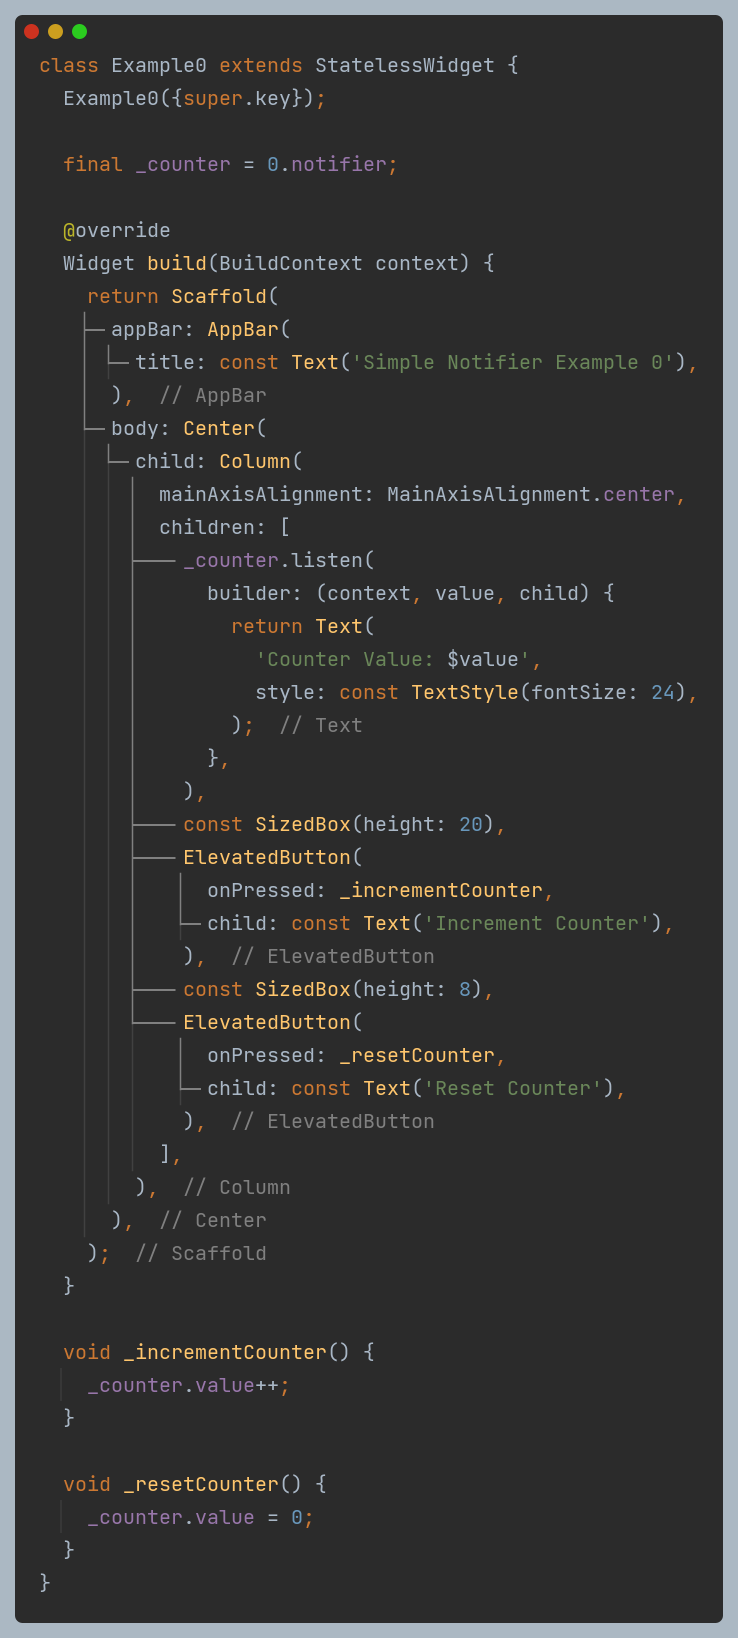 class Example0 extends StatelessWidget {
  Example0({super.key});

  final _counter = 0.notifier;

  @override
  Widget build(BuildContext context) {
    return Scaffold(
      appBar: AppBar(
        title: const Text('Simple Notifier Example 0'),
      ),  // AppBar
      body: Center(
        child: Column(
          mainAxisAlignment: MainAxisAlignment.center,
          children: [
            _counter.listen(
              builder: (context, value, child) {
                return Text(
                  'Counter Value: $value',
                  style: const TextStyle(fontSize: 24),
                );  // Text
              },
            ),
            const SizedBox(height: 20),
            ElevatedButton(
              onPressed: _incrementCounter,
              child: const Text('Increment Counter'),
            ),  // ElevatedButton
            const SizedBox(height: 8),
            ElevatedButton(
              onPressed: _resetCounter,
              child: const Text('Reset Counter'),
            ),  // ElevatedButton
          ],
        ),  // Column
      ),  // Center
    );  // Scaffold
  }

  void _incrementCounter() {
    _counter.value++;
  }

  void _resetCounter() {
    _counter.value = 0;
  }
}